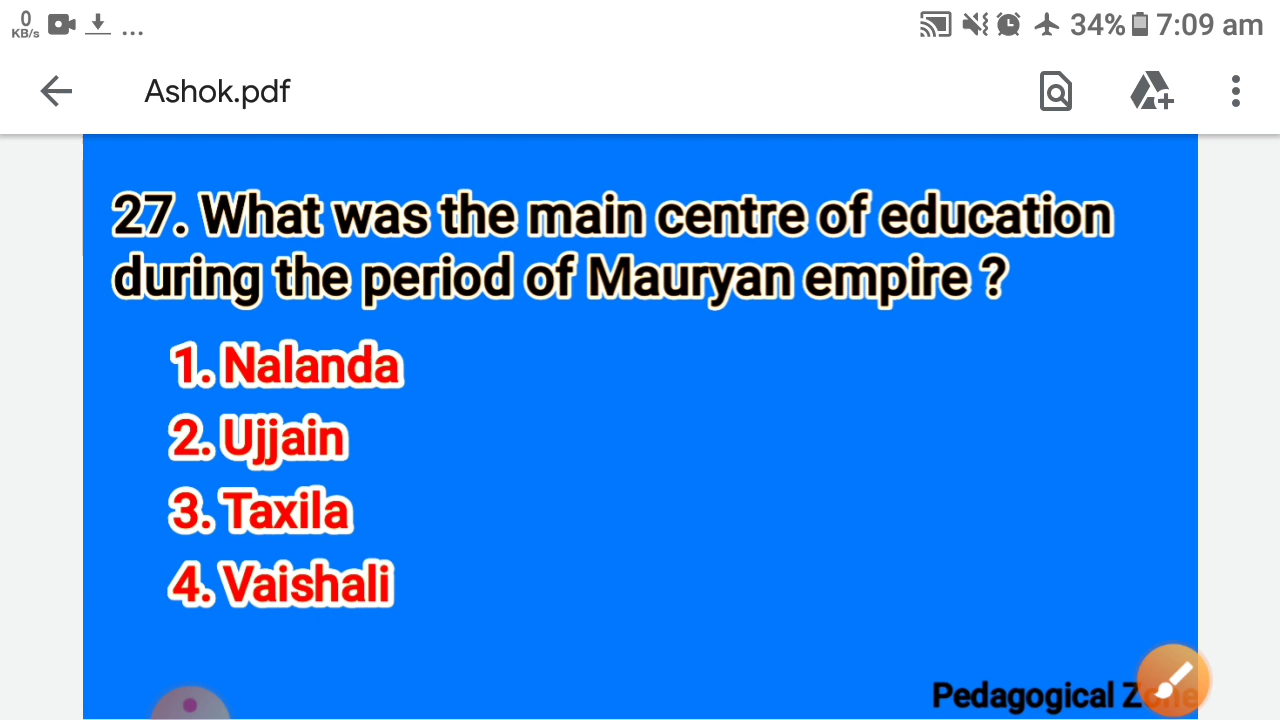 0
KB/s ... 34% 7:09 am
Ashok.pdf
27. What was the main centre of education
during the period of Mauryan empire ?
1. Nalanda
2. Ujjain
3. Taxila
4. Vaishali
Pedagogical